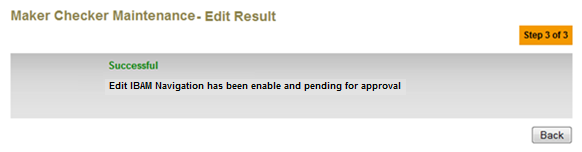 Maker Checker Maintenance- Edit Result
Step 3 of 3
Successful
Edit IBAM Navigation has been enable and pending for approval
Back